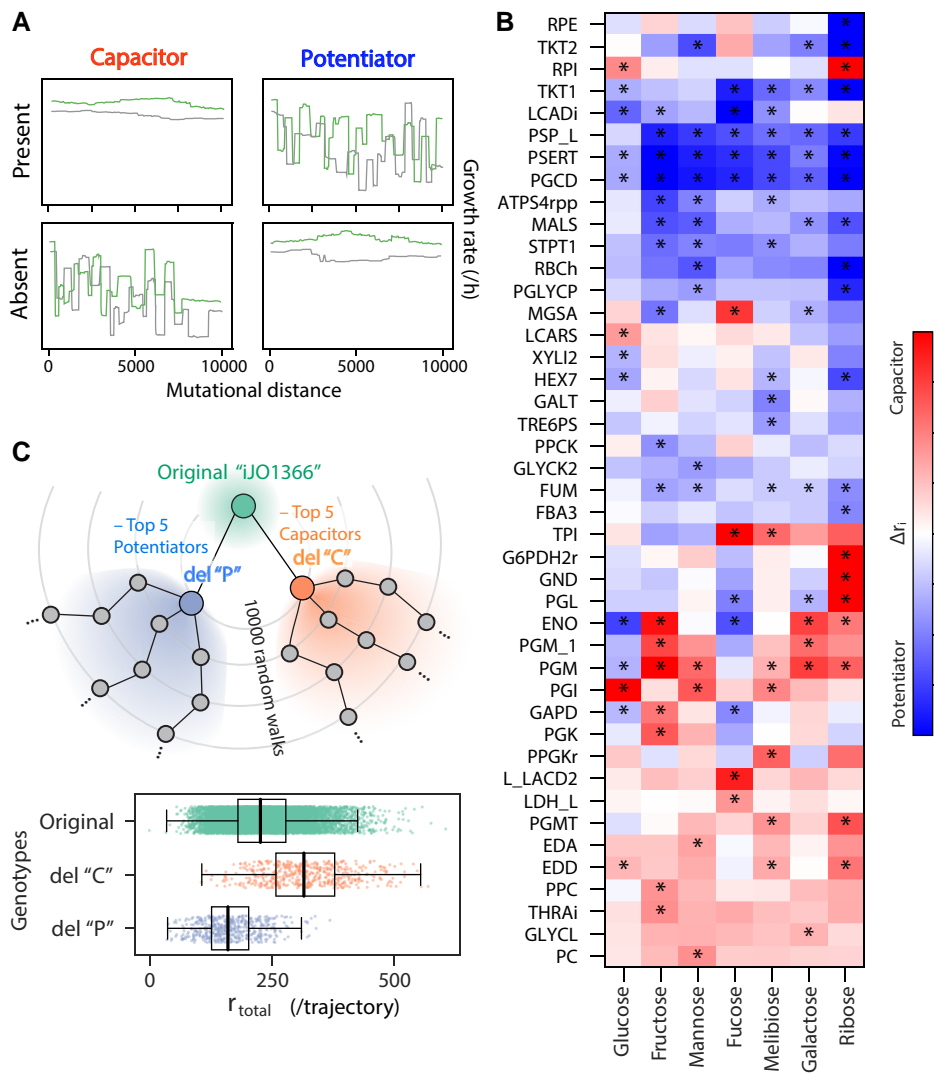 A
Capacitor
Potentiator
Present
Absent
Growth rate (/h)
0
5000
10000
0
5000
10000
Mutational distance
B
RPE
TKT2
RPI
TKT1
LCADi
PSP_L
PSERT
PGCD
ATPS4rpp
MALS
STPT1
RBCh
PGLYCP
MGSA
LCARS
XYLI2
HEX7
GALT
TRE6PS
PPCK
GLYCK2
FUM
FBA3
TPI
G6PDH2r
GND
PGL
ENO
PGM_1
PGM
PGI
GAPD
PGK
PPGKr
L_LACD2
LDH_L
PGMT
EDA
EDD
PPC
THRAi
GLYCL
PC
Glucose
Fructose
Mannose
Fucose
Melibiose
Galactose
Ribose
Capacitor
Δri
Potentiator
C
Original “iJO1366”
– Top 5
Potentiators
del “P”
– Top 5
Capacitors
del “C”
10000 random walks
Genotypes
Original
del “C”
del “P”
0
250
500
rtotal (/trajectory)